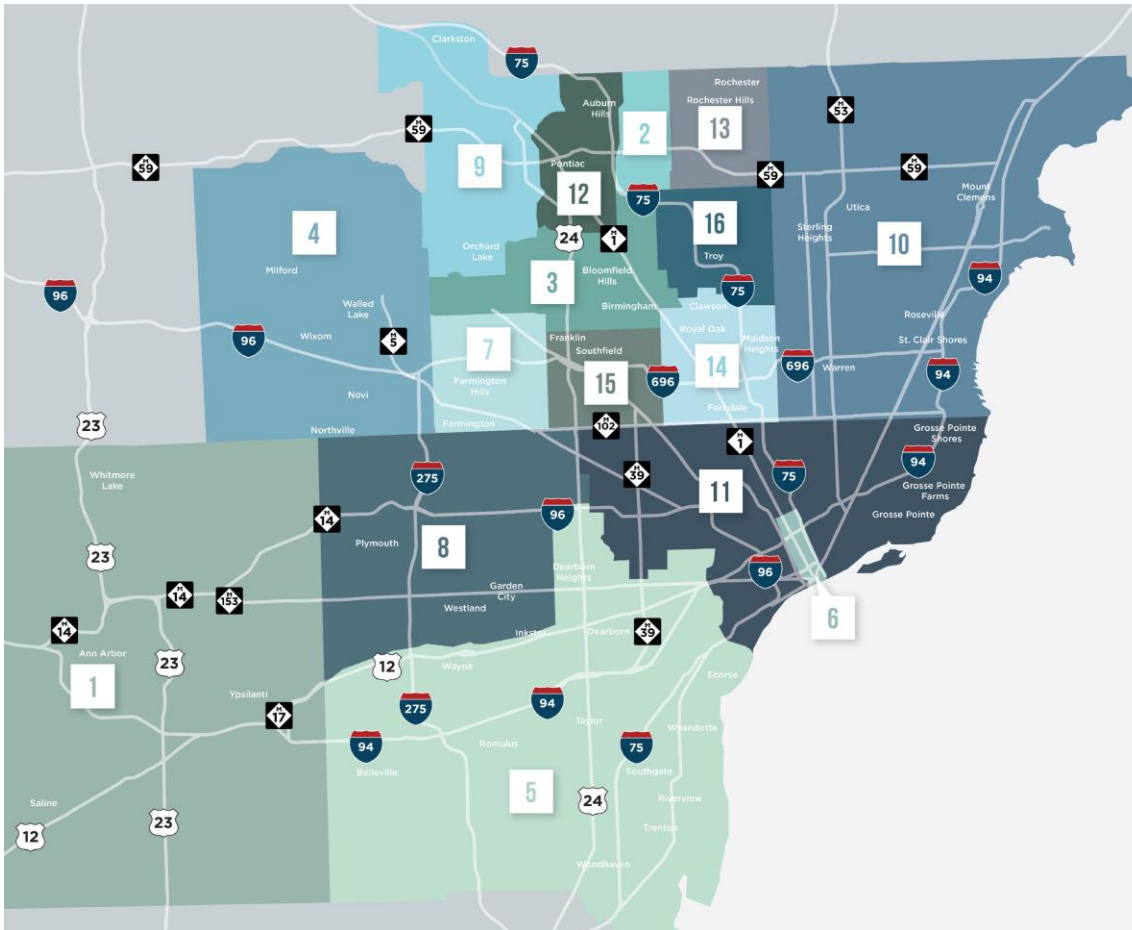 Clarkston
75
Rochester
Auburn
Hills
Rochester Hills
M
53
M
59
2
13
M
59
9
Pontiac
M
59
M
59
M
59
12
75
Mount
Clemens
4
24
M
1
16
Utica
Sterling
Heights
10
Orchard
Lake
Troy
Milford
3
Bloomfield
Hills
94
96
75
Walled
Lake
Birmingham
Clawson
Roseville
Wixom
96
M
5
7
Franklin
Royal Oak
Maidson
Heights
St. Clair Shores
Southfield
14
696
Warren
94
Farmington
Hills
15
696
Novi
Ferndale
23
Northville
Farmington
M
102
M
1
Grosse Pointe
Shores
Whitmore
Lake
275
M
39
75
94
11
Grosse Pointe
Farms
M
14
96
Grosse Pointe
23
Plymouth
8
Dearborn
Heights
96
M
14
M
153
Garden
City
Westland
6
M
14
Inkster
Dearborn
M
39
Ann Arbor
23
12
Wayne
Ecorse
1
Ypsilanti
275
94
M
17
Taylor
Wyandotte
94
Romulus
75
Belleville
Southgate
5
Riverview
Saline
24
23
Trenton
12
Woodhaven